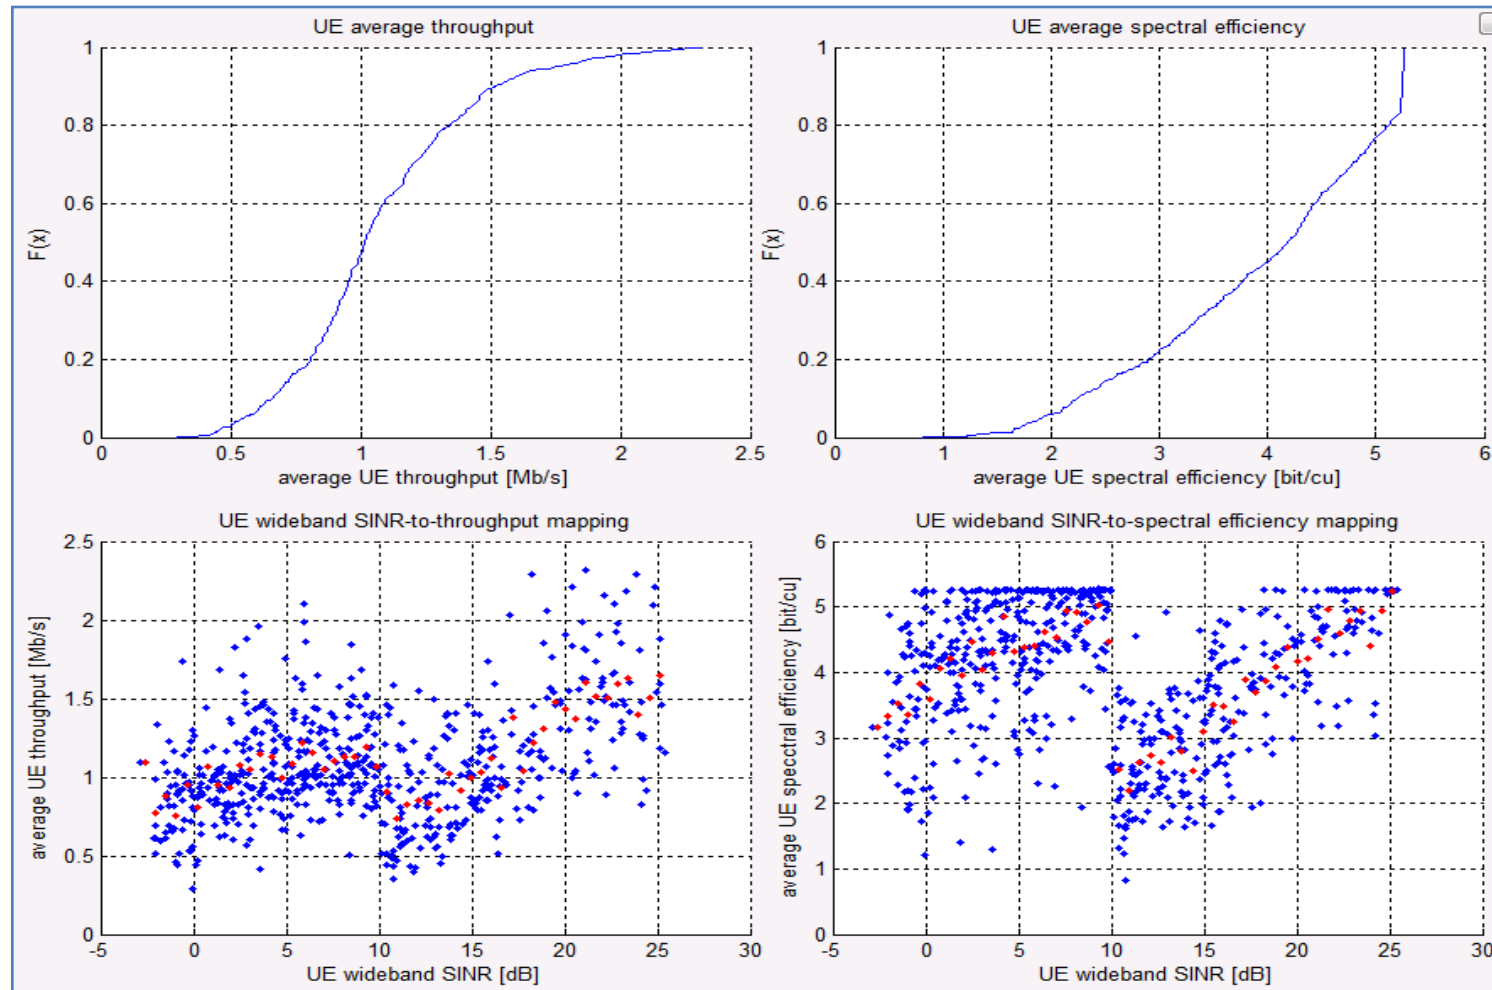 UE average throughput
1
0.8
0.6
0.4
0.2
0
F(x)
0 0.5 1 1.5 2 2.5
average UE throughput [Mb/s]
UE average spectral efficiency
1
0.8
0.6
0.4
0.2
0
F(x)
0 1 2 3 4 5 6
average UE spectral efficiency [bit/cu]
UE wideband SINR-to-throughput mapping
2.5
2
1.5
1
0.5
0
average UE throughput [Mb/s]
-5 0 5 10 15 20 25 30
UE wideband SINR [dB]
UE wideband SINR-to-spectral efficiency mapping
6
5
4
3
2
1
0
average UE spectral efficiency [bit/cu]
-5 0 5 10 15 20 25 30
UE wideband SINR [dB]